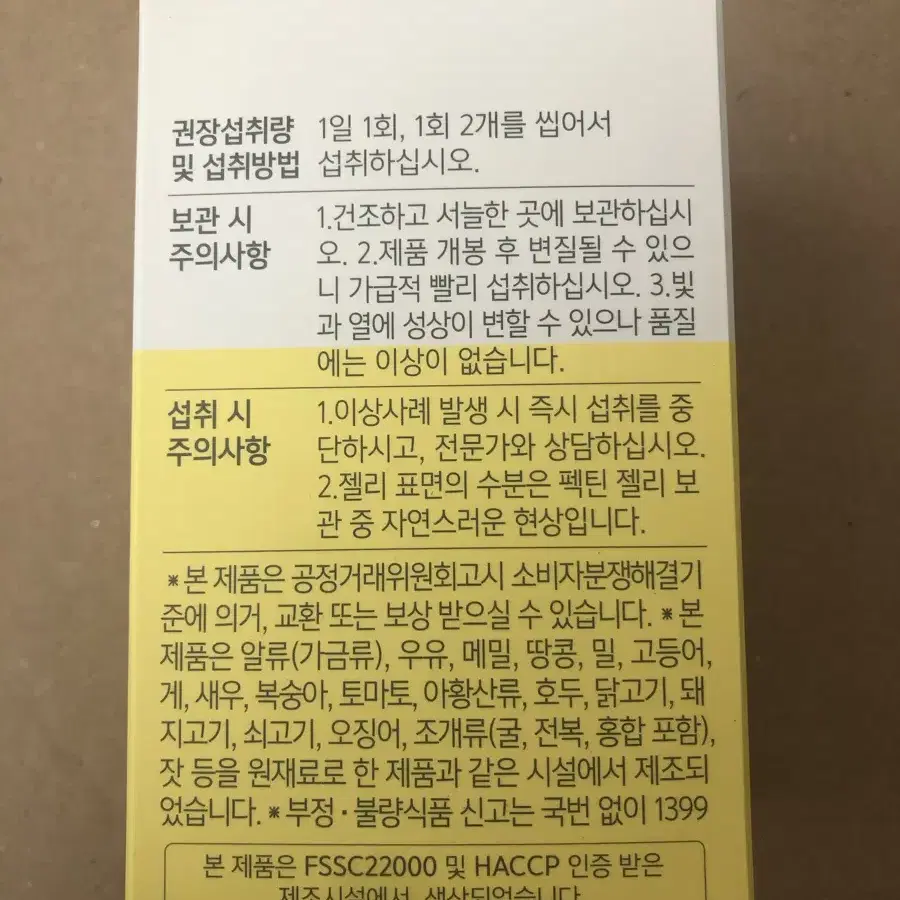 권장섭취량 1일 1회, 1회 2개를 씹어서
및 섭취방법 섭취하십시오.
보관 시 1.건조하고 서늘한 곳에 보관하십시
주의사항 오. 2.제품 개봉 후 변질될 수 있으
니 가급적 빨리 섭취하십시오. 3.빛
과 열에 성상이 변할 수 있으나 품질
에는 이상이 없습니다.
섭취 시 1.이상사례 발생 시 즉시 섭취를 중
주의사항 단하시고, 전문가와 상담하십시오.
2.젤리 표면의 수분은 펙틴 젤리 보
관 중 자연스러운 현상입니다.
※본 제품은 공정거래위원회고시 소비자분쟁해결기
준에 의거, 교환 또는 보상 받으실 수 있습니다. ※본
제품은 알류(가금류), 우유, 메밀, 땅콩, 밀, 고등어,
게, 새우, 복숭아, 토마토, 아황산류, 호두, 닭고기, 돼
지고기, 쇠고기, 오징어, 조개류(굴, 전복, 홍합 포함),
잣 등을 원재료로 한 제품과 같은 시설에서 제조되
었습니다. ※부정·불량식품 신고는 국번 없이 1399
본 제품은 FSSC22000 및 HACCP 인증 받은
제조시설에서 생산되었습니다